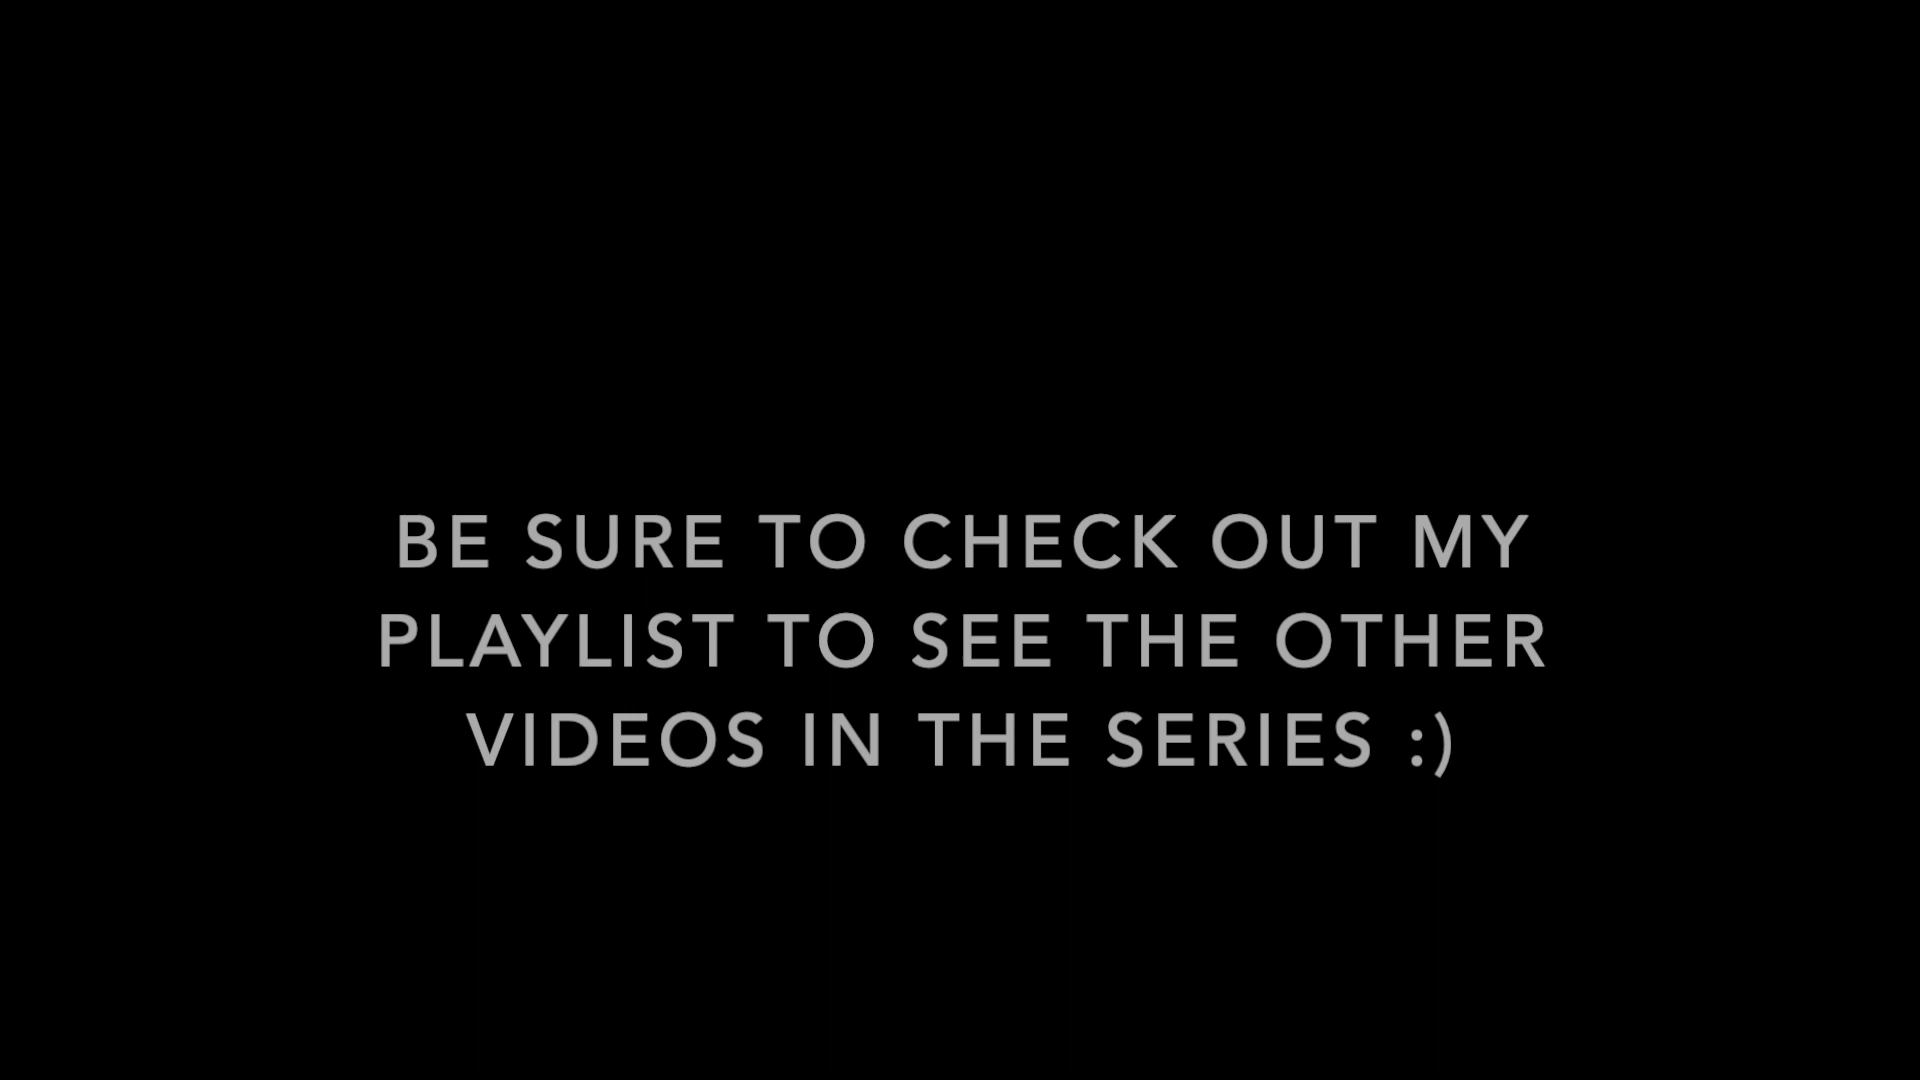 BE SURE TO CHECK OUT MY
PLAYLIST TO SEE THE OTHER
VIDEOS IN THE SERIES :)